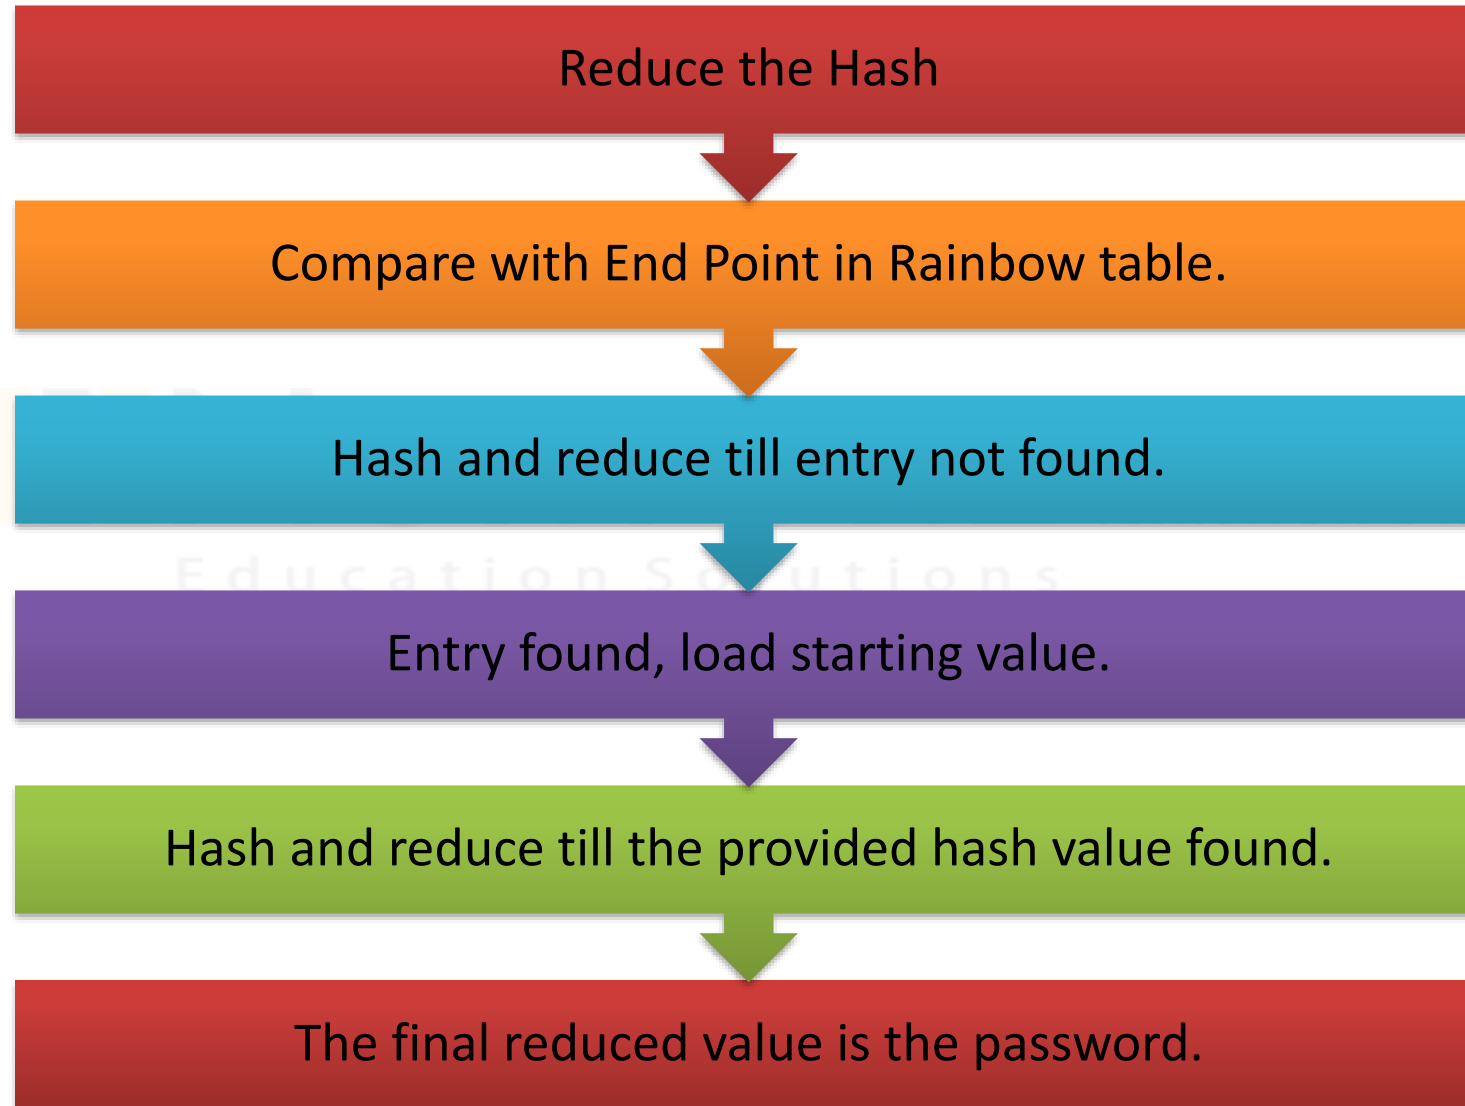 Reduce the Hash
Compare with End Point in Rainbow table.
Hash and reduce till entry not found.
Education Solutions
Entry found, load starting value.
Hash and reduce till the provided hash value found.
The final reduced value is the password.